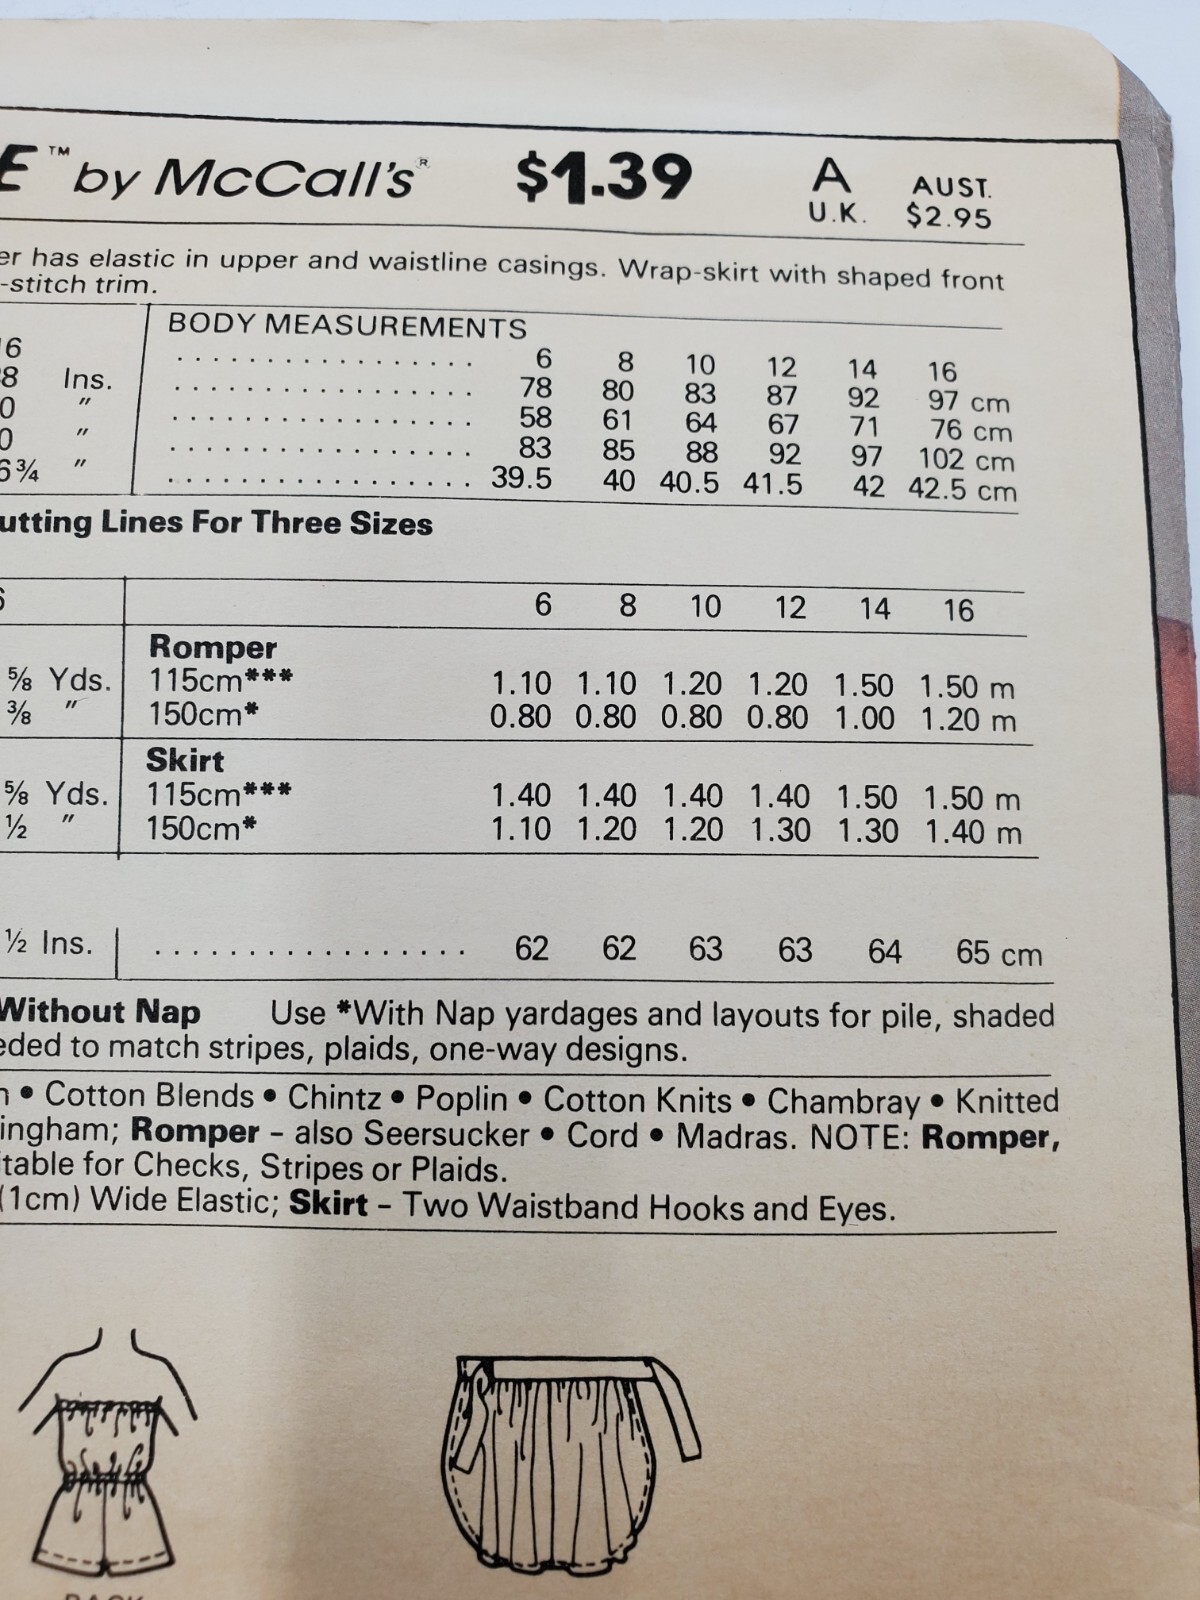 E™ by McCall's® $1.39 A U.K. AUST. $2.95
er has elastic in upper and waistline casings. Wrap-skirt with shaped front
-stitch trim.
BODY MEASUREMENTS
16 .................. 6 8 10 12 14 16
38 Ins. .................. 78 80 83 87 92 97 cm
0 " .................. 58 61 64 67 71 76 cm
0 " .................. 83 85 88 92 97 102 cm
6¾ " .................. 39.5 40 40.5 41.5 42 42.5 cm
utting Lines For Three Sizes
6 6 8 10 12 14 16
Romper
⅝ Yds. 115cm*** 1.10 1.10 1.20 1.20 1.50 1.50 m
⅜ " 150cm* 0.80 0.80 0.80 0.80 1.00 1.20 m
Skirt
⅝ Yds. 115cm*** 1.40 1.40 1.40 1.40 1.50 1.50 m
½ " 150cm* 1.10 1.20 1.20 1.30 1.30 1.40 m
½ Ins. .................. 62 62 63 63 64 65 cm
Without Nap Use *With Nap yardages and layouts for pile, shaded
eded to match stripes, plaids, one-way designs.
n • Cotton Blends • Chintz • Poplin • Cotton Knits • Chambray • Knitted
ingham; Romper – also Seersucker • Cord • Madras. NOTE: Romper,
itable for Checks, Stripes or Plaids.
(1cm) Wide Elastic; Skirt – Two Waistband Hooks and Eyes.
BACK